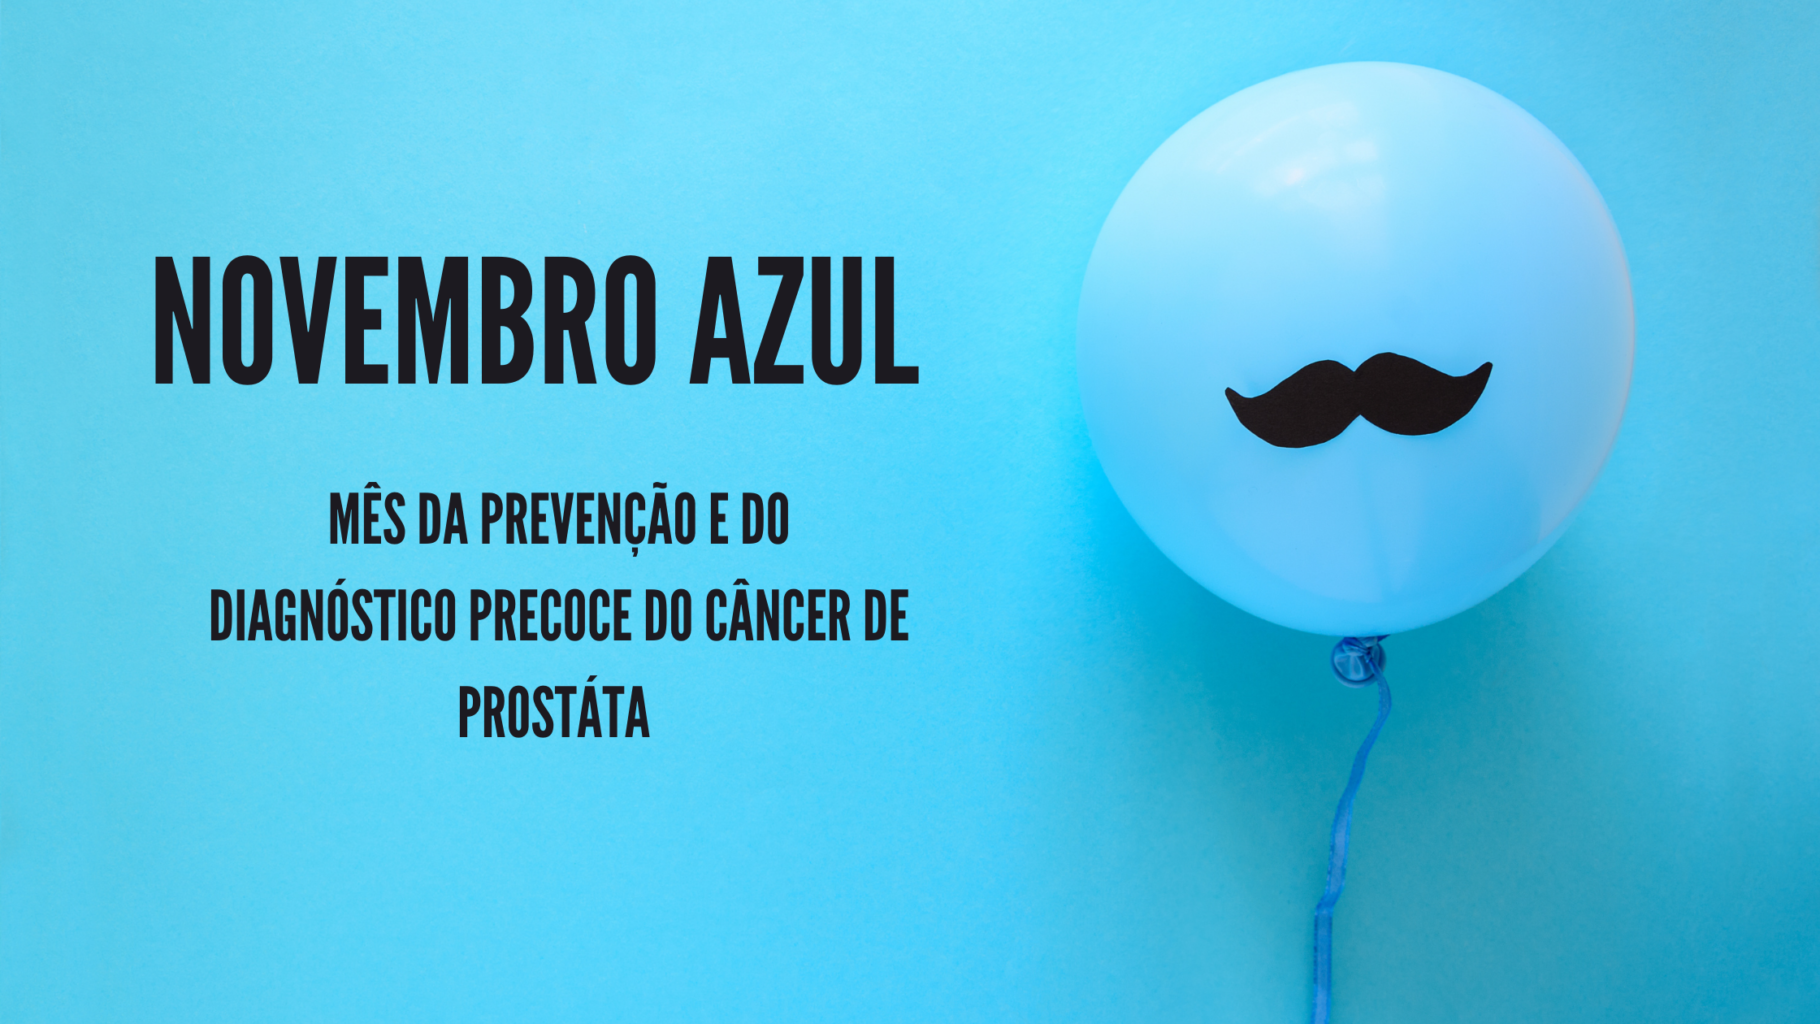 NOVEMBRO AZUL
MÊS DA PREVENÇÃO E DO
DIAGNÓSTICO PRECOCE DO CÂNCER DE
PROSTÁTA